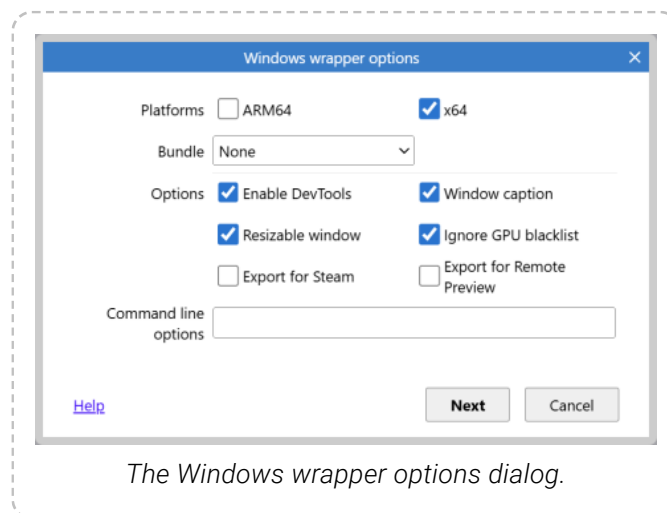 Windows wrapper options
Platforms ARM64 x64
Bundle None
Options Enable DevTools Window caption
Resizable window Ignore GPU blacklist
Export for Steam Export for Remote
Preview
Command line
options
Help Next Cancel
The Windows wrapper options dialog.